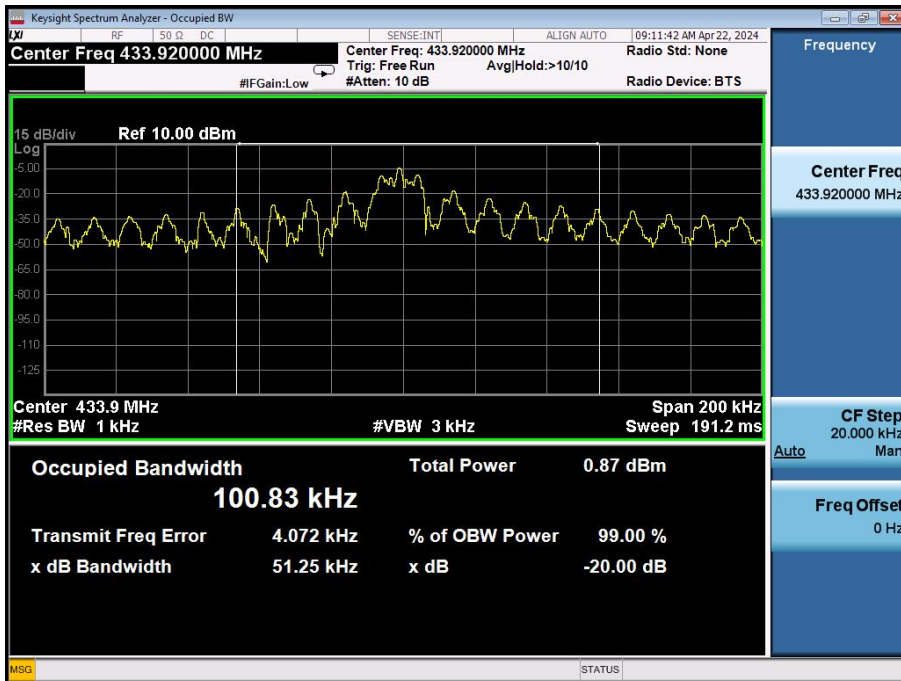 Keysight Spectrum Analyzer - Occupied BW
LXI RF 50 Ω DC SENSE:INT ALIGN AUTO 09:11:42 AM Apr 22, 2024
Center Freq 433.920000 MHz
Center Freq: 433.920000 MHz
Radio Std: None
Trig: Free Run Avg|Hold:>10/10
#IFGain:Low #Atten: 10 dB Radio Device: BTS
Frequency
15 dB/div Ref 10.00 dBm
Log
-5.00
-20.0
-35.0
-50.0
-65.0
-80.0
-95.0
-110
-125
Center 433.9 MHz Span 200 kHz
#Res BW 1 kHz #VBW 3 kHz Sweep 191.2 ms
Center Freq
433.920000 MHz
CF Step
20.000 kHz
Auto Man
Freq Offset
0 Hz
Occupied Bandwidth Total Power 0.87 dBm
100.83 kHz
Transmit Freq Error 4.072 kHz % of OBW Power 99.00 %
x dB Bandwidth 51.25 kHz x dB -20.00 dB
MSG STATUS